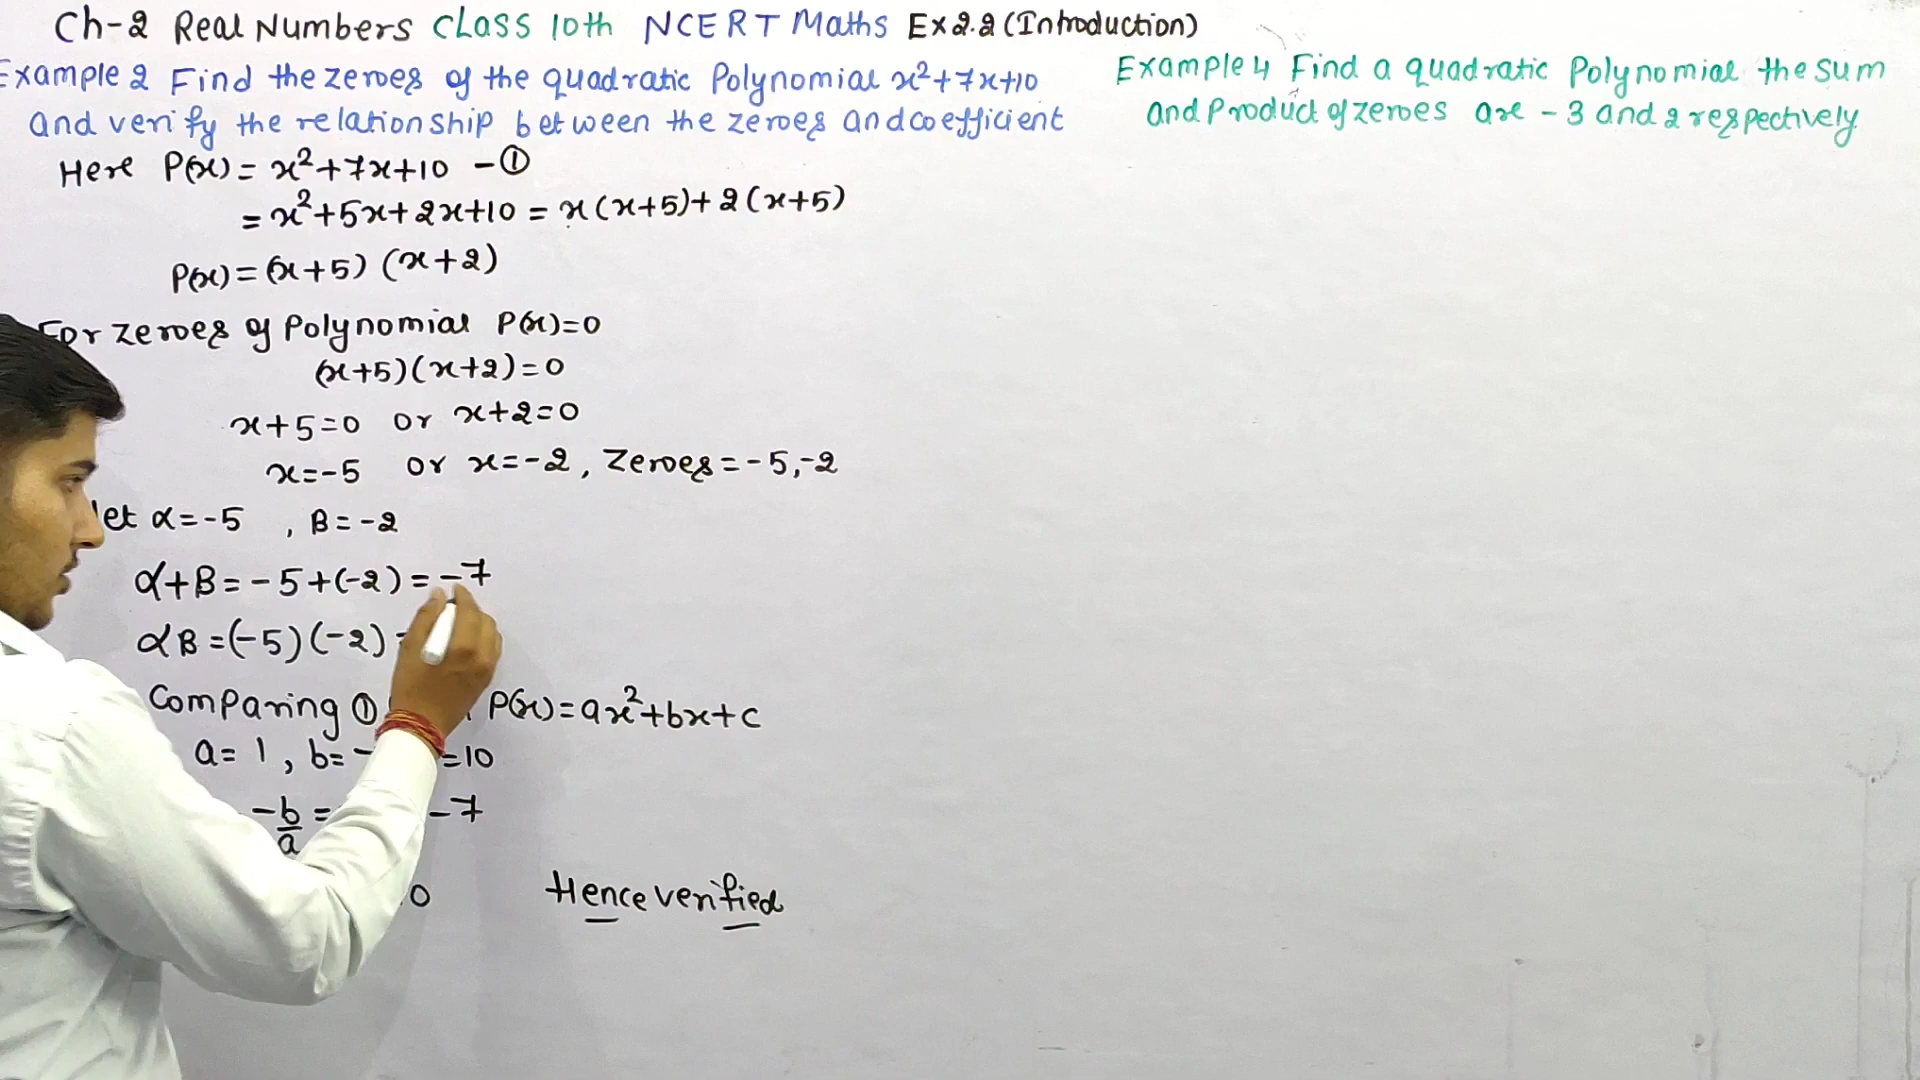 Ch-2 Real Numbers Class 10th NCERT Maths Ex 2.2 (Introduction)
Example 2 Find the zeroes of the quadratic Polynomial x²+7x+10
and verify the relationship between the zeroes and coefficient
Here P(x) = x²+7x+10 - ①
= x²+5x+2x+10 = x(x+5)+2(x+5)
P(x) = (x+5) (x+2)
For zeroes of Polynomial P(x)=0
(x+5)(x+2)=0
x+5=0 or x+2=0
x=-5 or x=-2, Zeroes = -5,-2
let α=-5 , β=-2
α+β = -5+(-2) = -7
αβ = (-5)(-2)
Comparing ① P(x)=ax²+bx+c
a=1, b= =10
-b/a = -7
0 Hence verified
Example 4 Find a quadratic Polynomial the sum
and Product of zeroes are -3 and 2 respectively